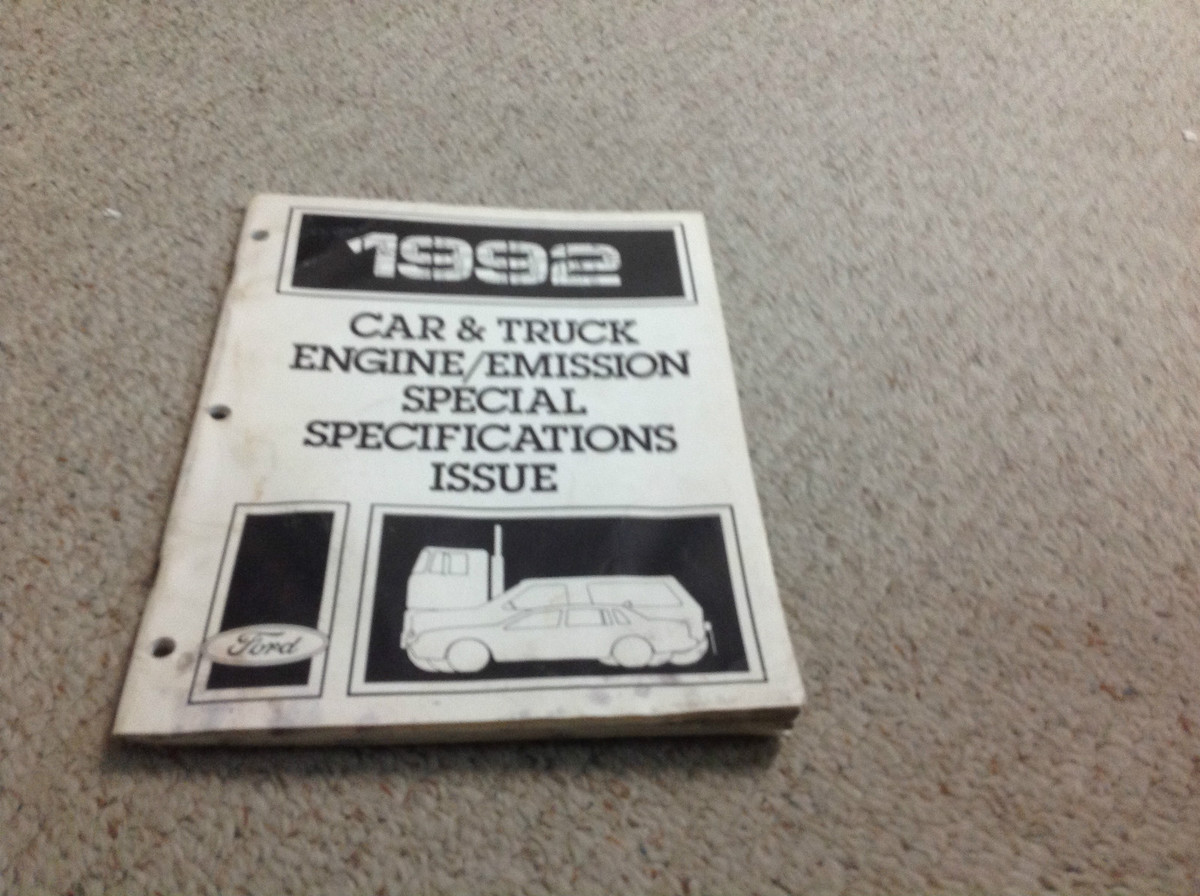 1992
CAR & TRUCK
ENGINE/EMISSION
SPECIAL
SPECIFICATIONS
ISSUE
Ford